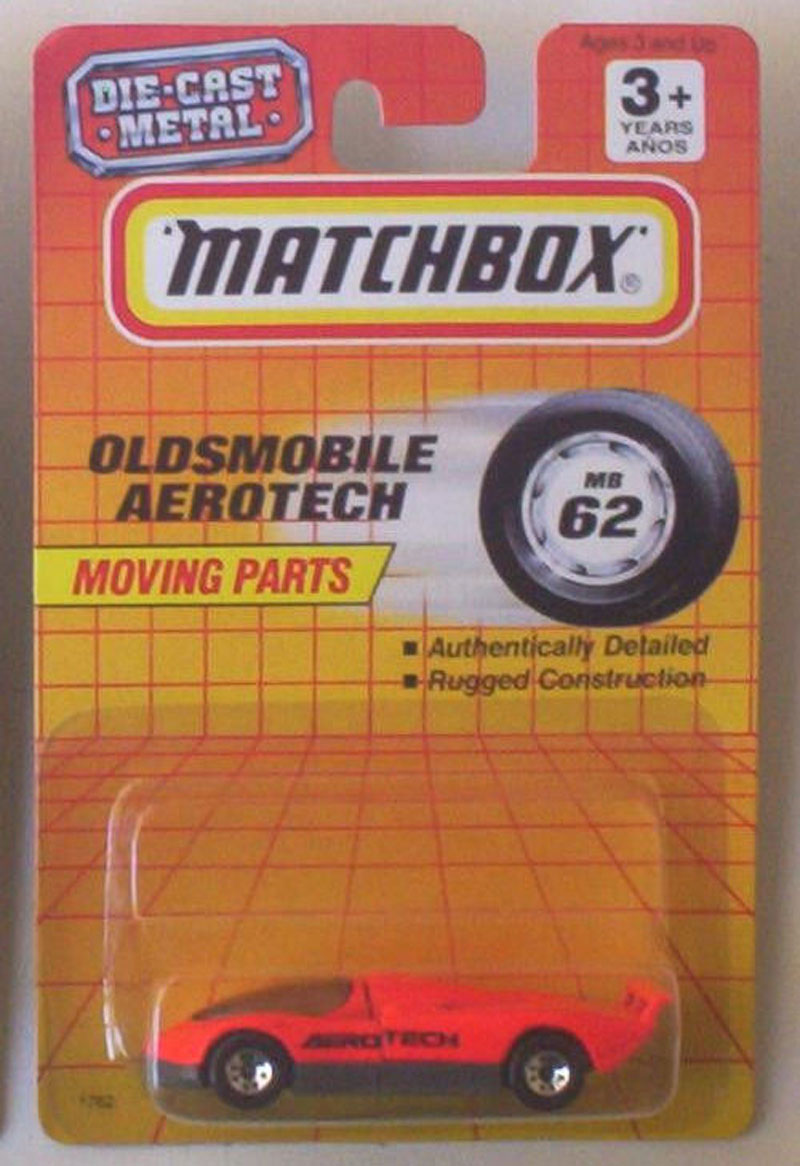 Ages 3 and Up
DIE-CAST
·METAL·
3+
YEARS
AÑOS
"MATCHBOX"®
OLDSMOBILE
AEROTECH
MB
62
MOVING PARTS
■ Authentically Detailed
■ Rugged Construction
AEROTECH